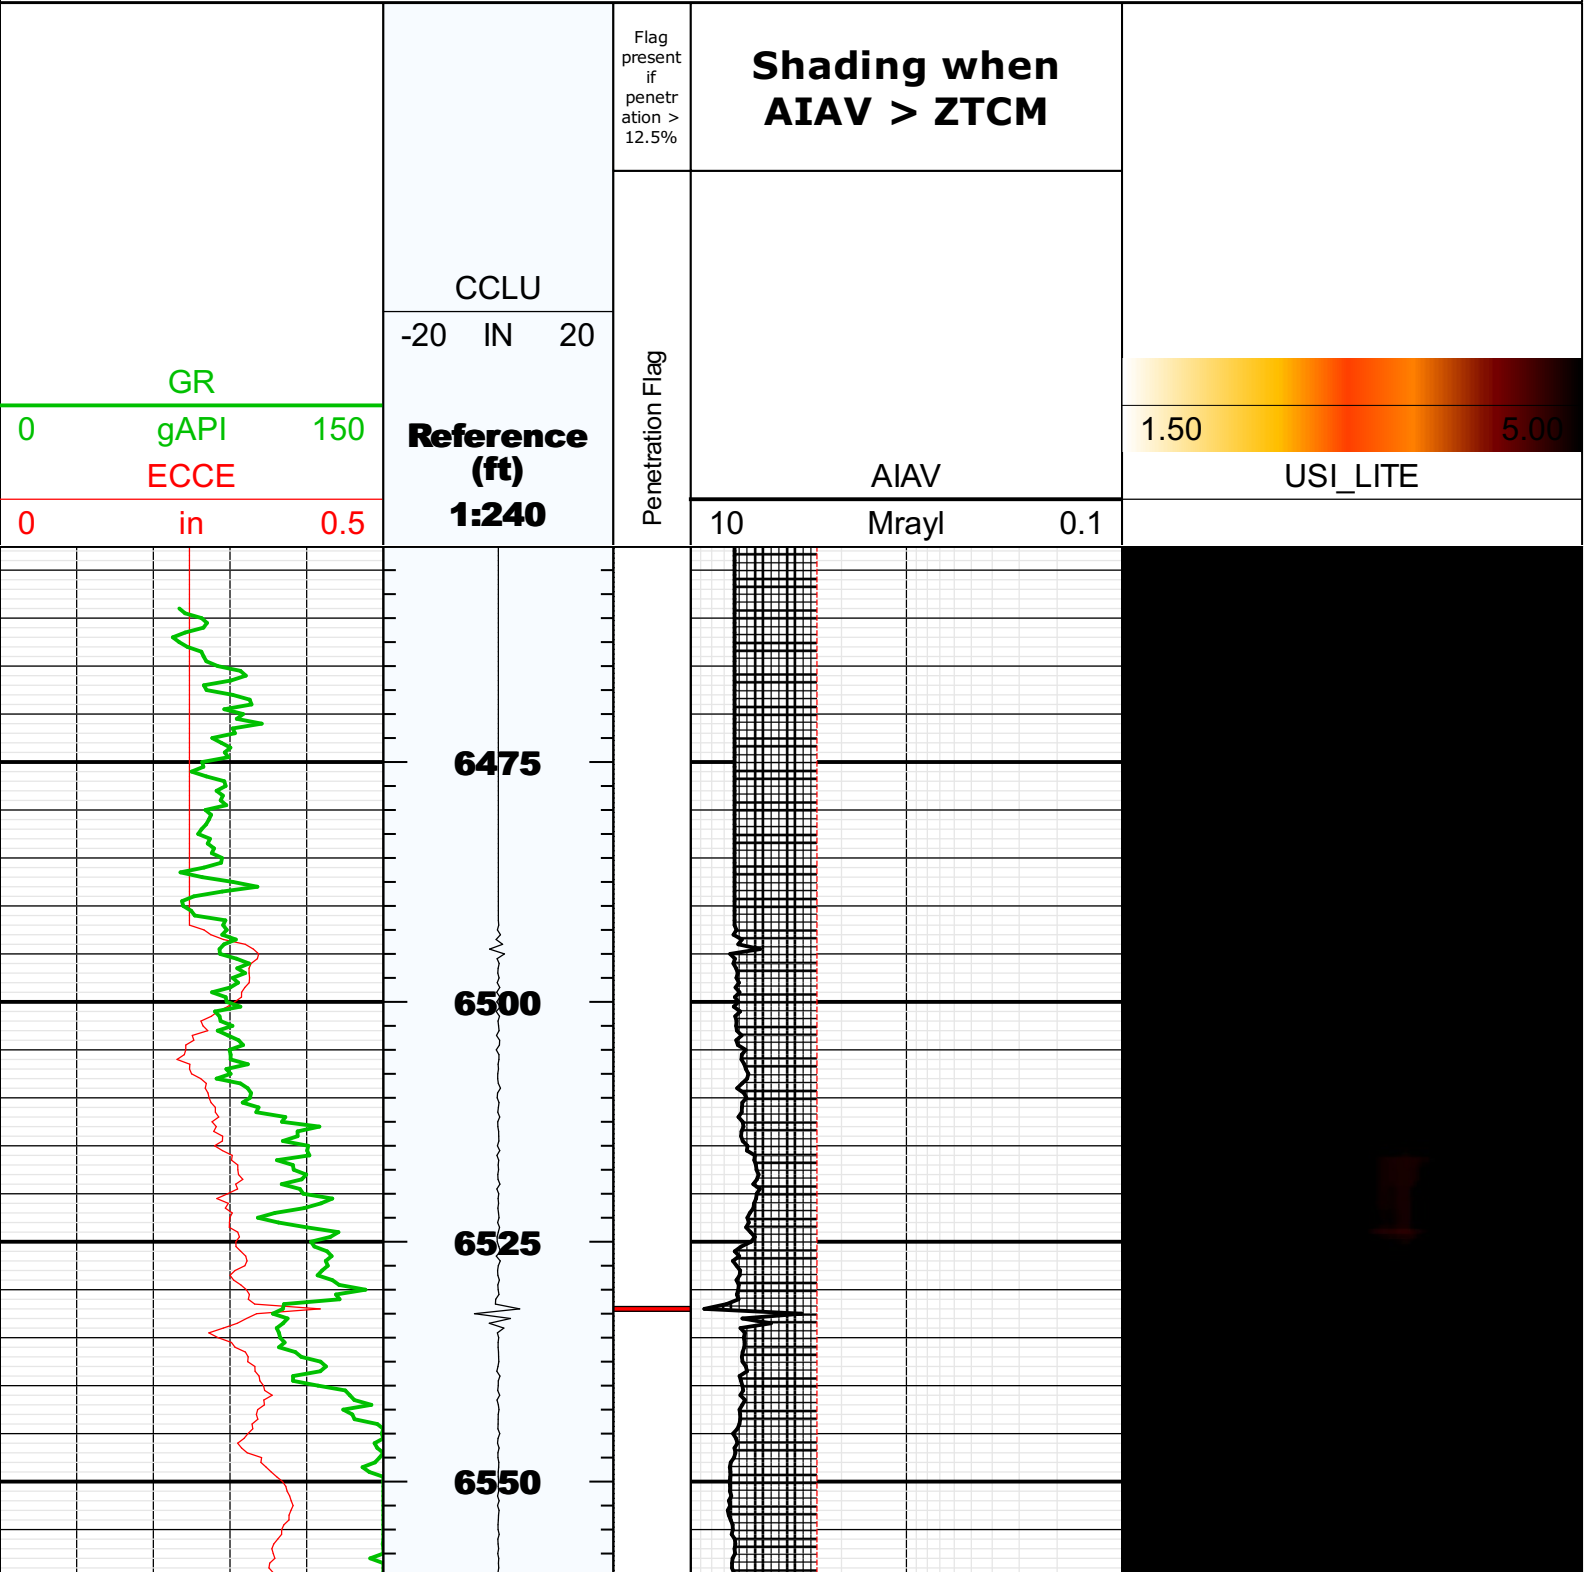 Flag
present
if
penetr
ation >
12.5%
Shading when
AIAV > ZTCM
CCLU
-20 IN 20
GR
0 gAPI 150
ECCE
0 in 0.5
Reference
(ft)
1:240
Penetration Flag
AIAV
10 Mrayl 0.1
1.50 5.00
USI_LITE
6475
6500
6525
6550